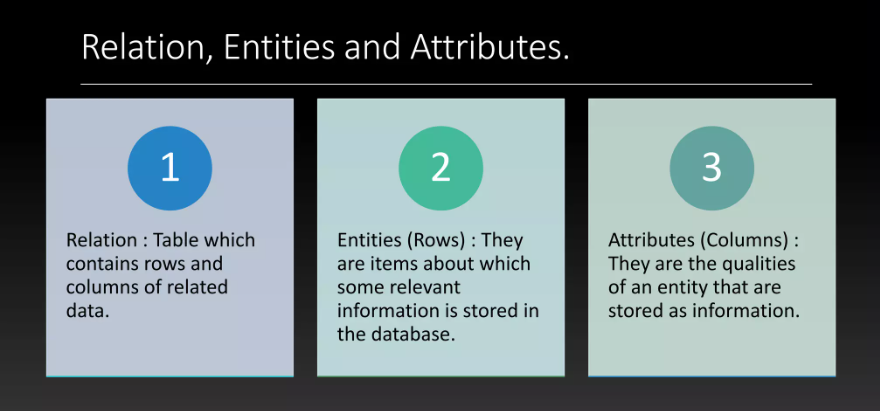 Relation, Entities and Attributes.
1
Relation : Table which
contains rows and
columns of related
data.
2
Entities (Rows) : They
are items about which
some relevant
information is stored in
the database.
3
Attributes (Columns) :
They are the qualities
of an entity that are
stored as information.